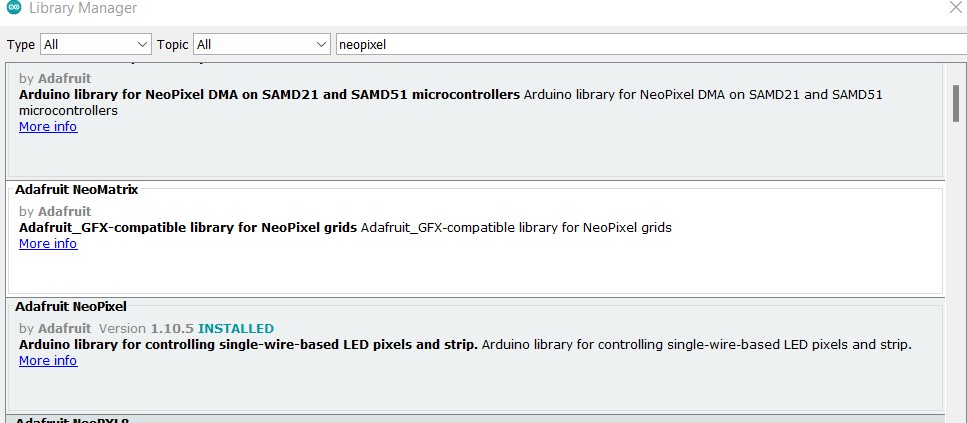 Library Manager
Type All Topic All neopixel
by Adafruit
Arduino library for NeoPixel DMA on SAMD21 and SAMD51 microcontrollers Arduino library for NeoPixel DMA on SAMD21 and SAMD51
microcontrollers
More info
Adafruit NeoMatrix
by Adafruit
Adafruit_GFX-compatible library for NeoPixel grids Adafruit_GFX-compatible library for NeoPixel grids
More info
Adafruit NeoPixel
by Adafruit Version 1.10.5 INSTALLED
Arduino library for controlling single-wire-based LED pixels and strip. Arduino library for controlling single-wire-based LED pixels and strip.
More info
Adafruit NeoPXL8